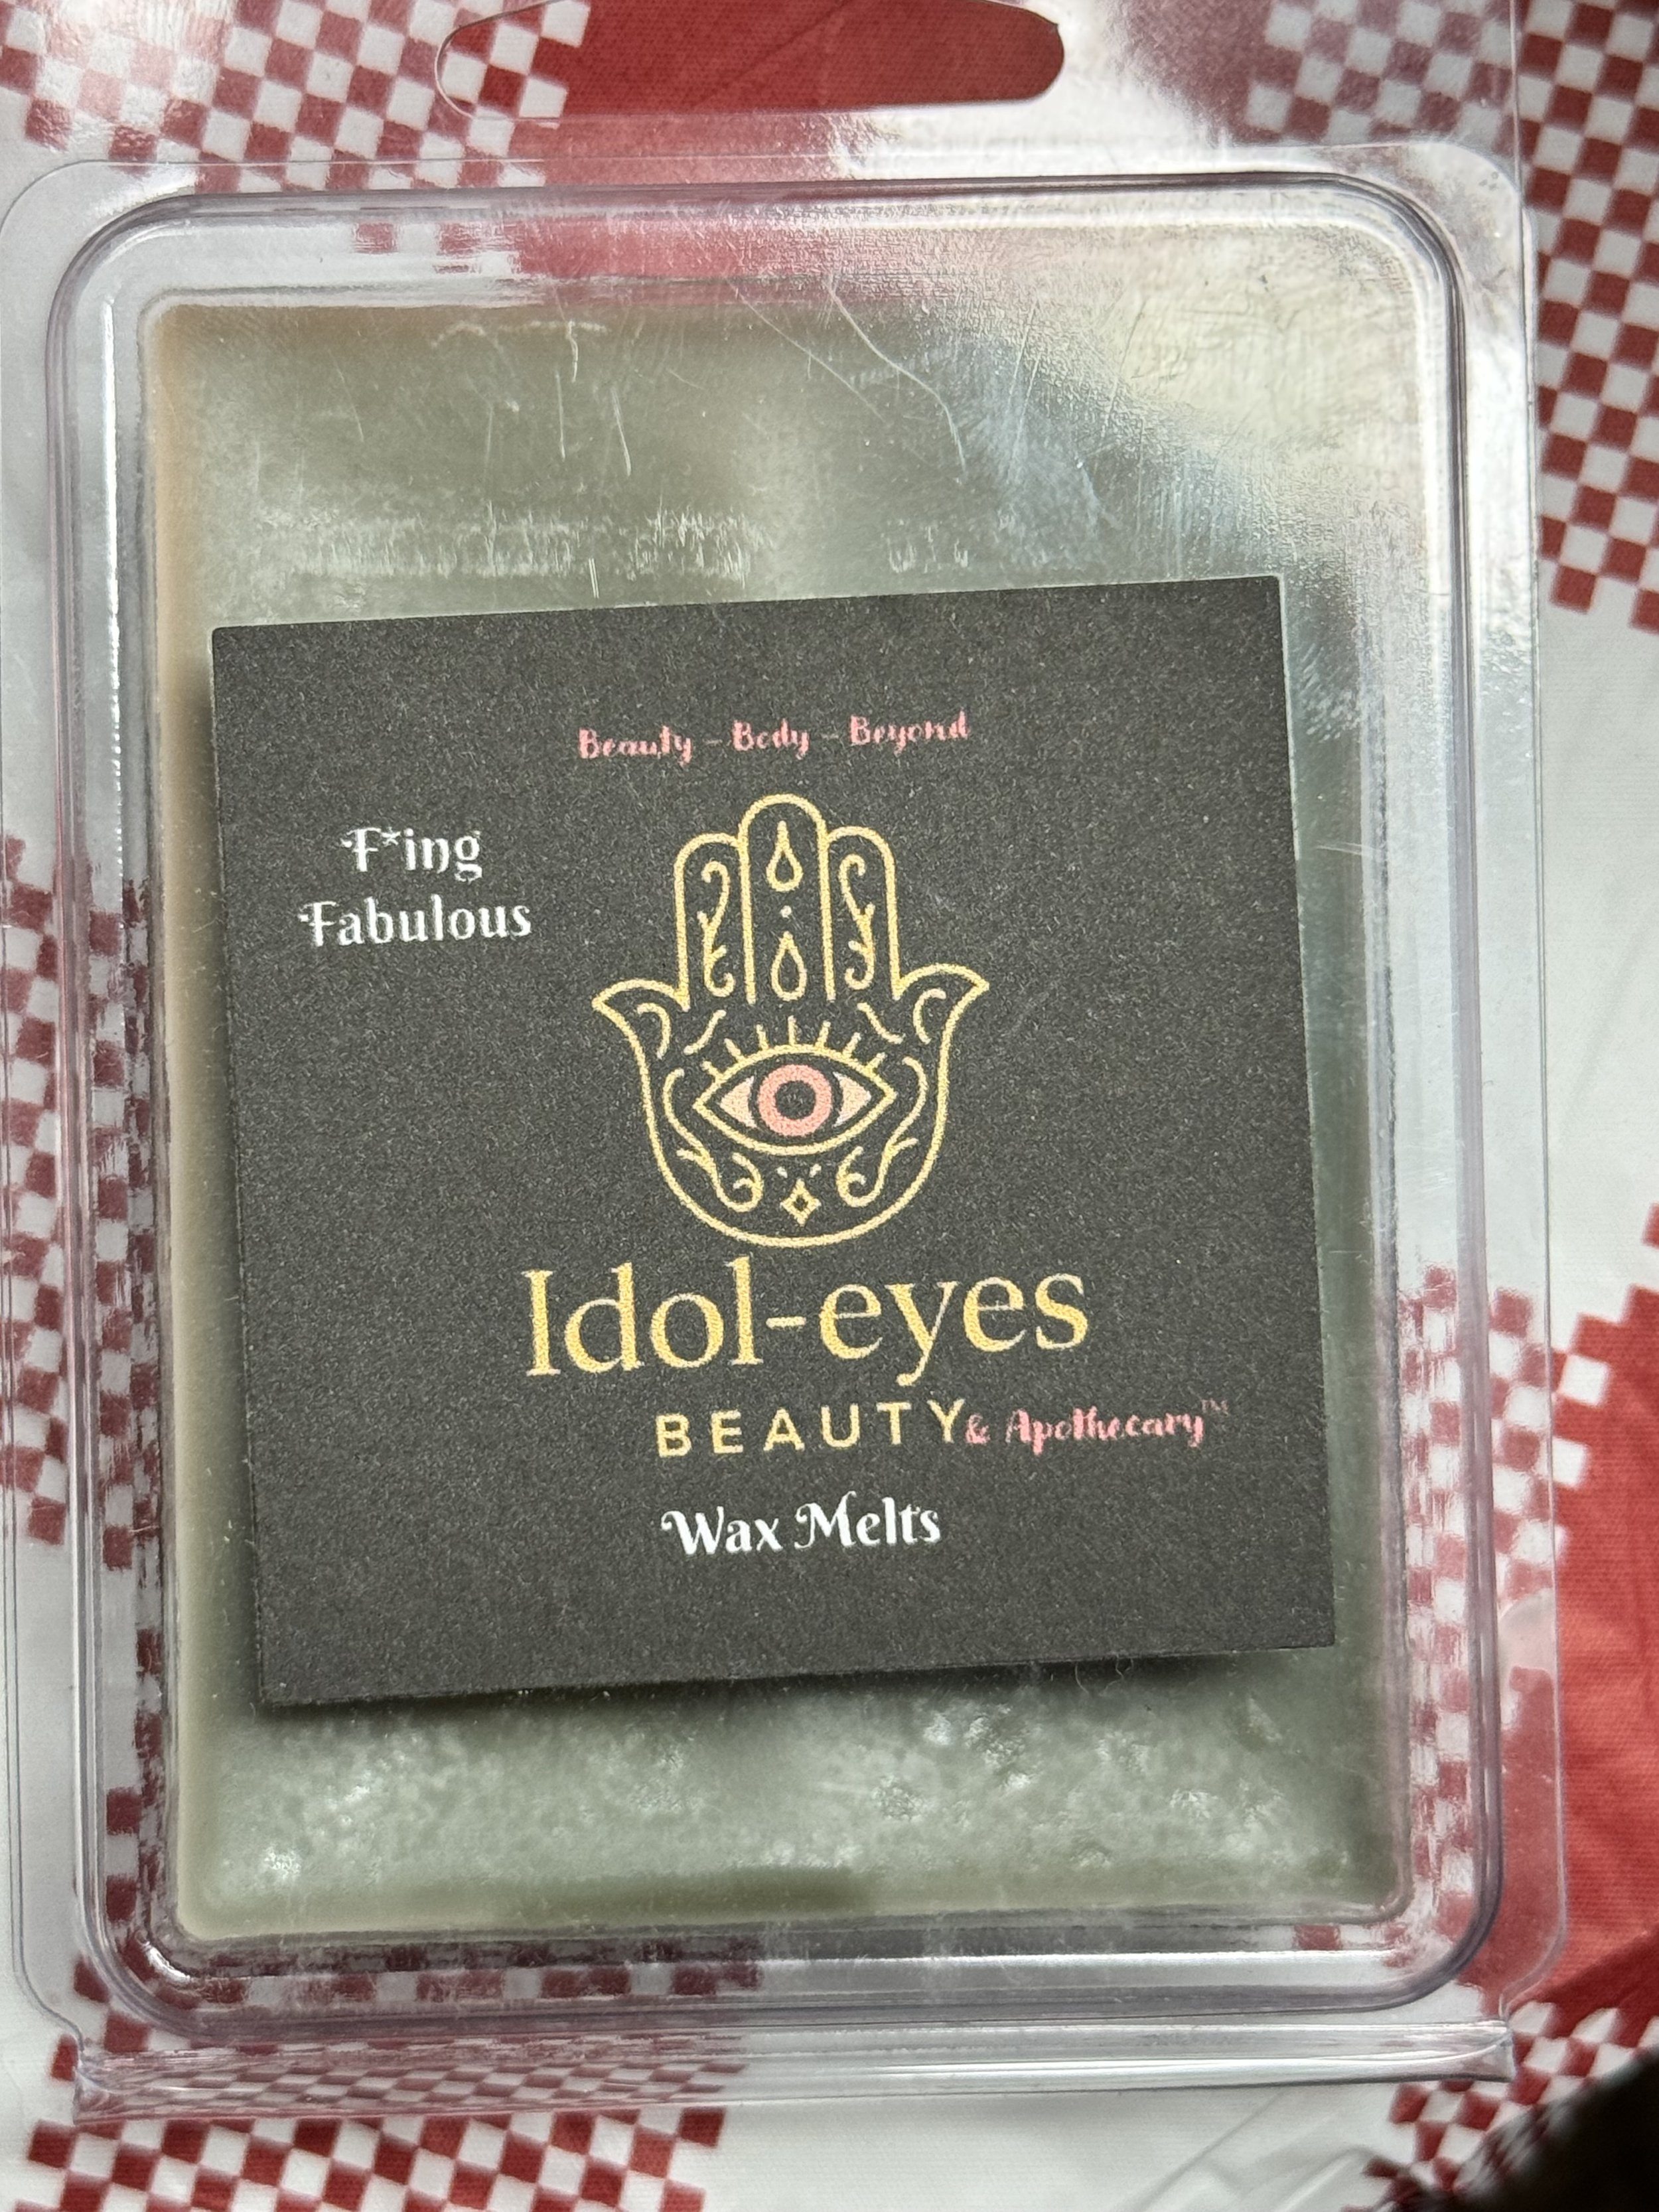 Beauty - Body - Beyond
F*ing
Fabulous
Idol-eyes
BEAUTY & Apothecary™
Wax Melts